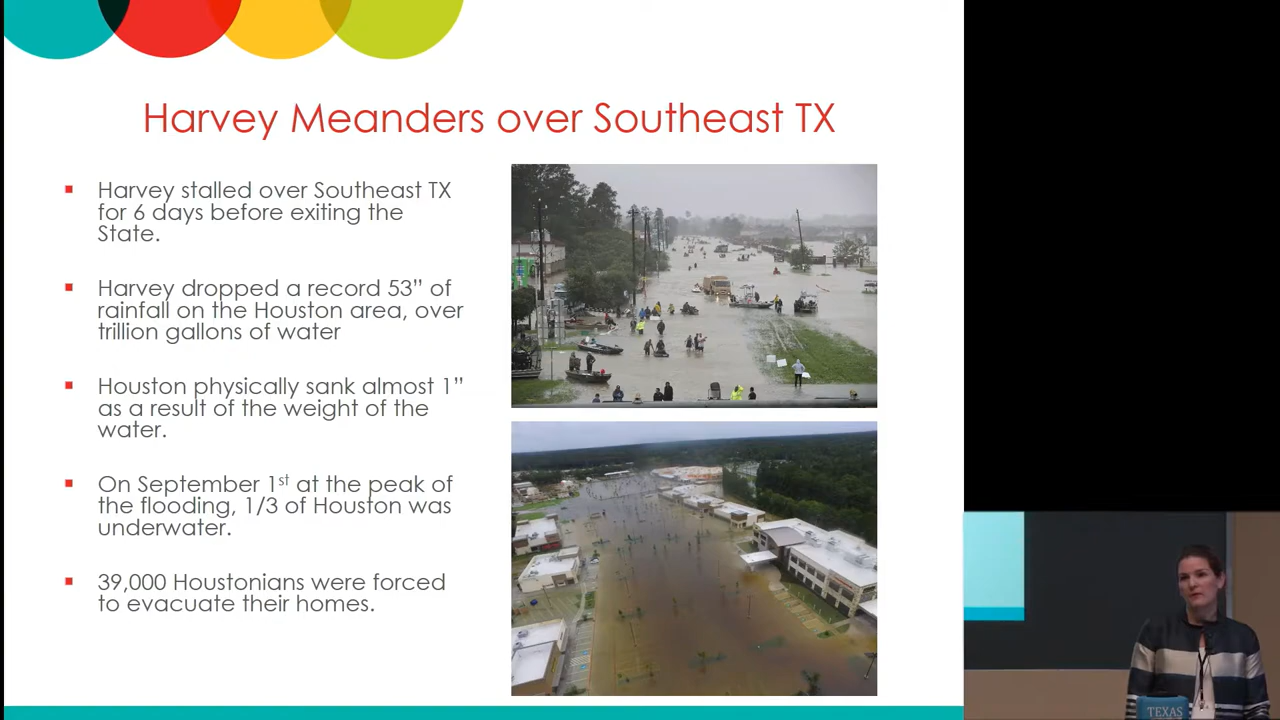 Harvey Meanders over Southeast TX
▪ Harvey stalled over Southeast TX
for 6 days before exiting the
State.
▪ Harvey dropped a record 53” of
rainfall on the Houston area, over
trillion gallons of water
▪ Houston physically sank almost 1”
as a result of the weight of the
water.
▪ On September 1st at the peak of
the flooding, 1/3 of Houston was
underwater.
▪ 39,000 Houstonians were forced
to evacuate their homes.
TEXAS